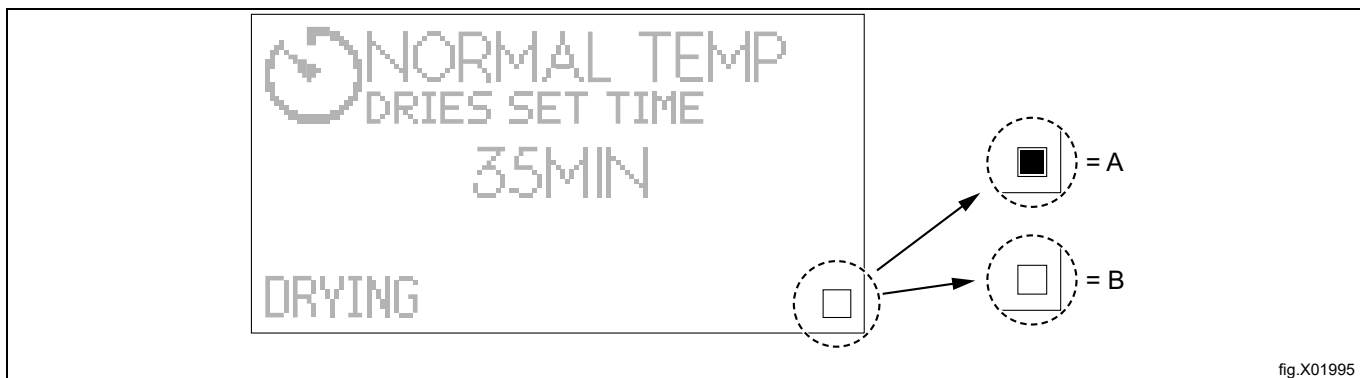 NORMAL TEMP
DRIES SET TIME
35MIN
DRYING
= A
= B
fig.X01995